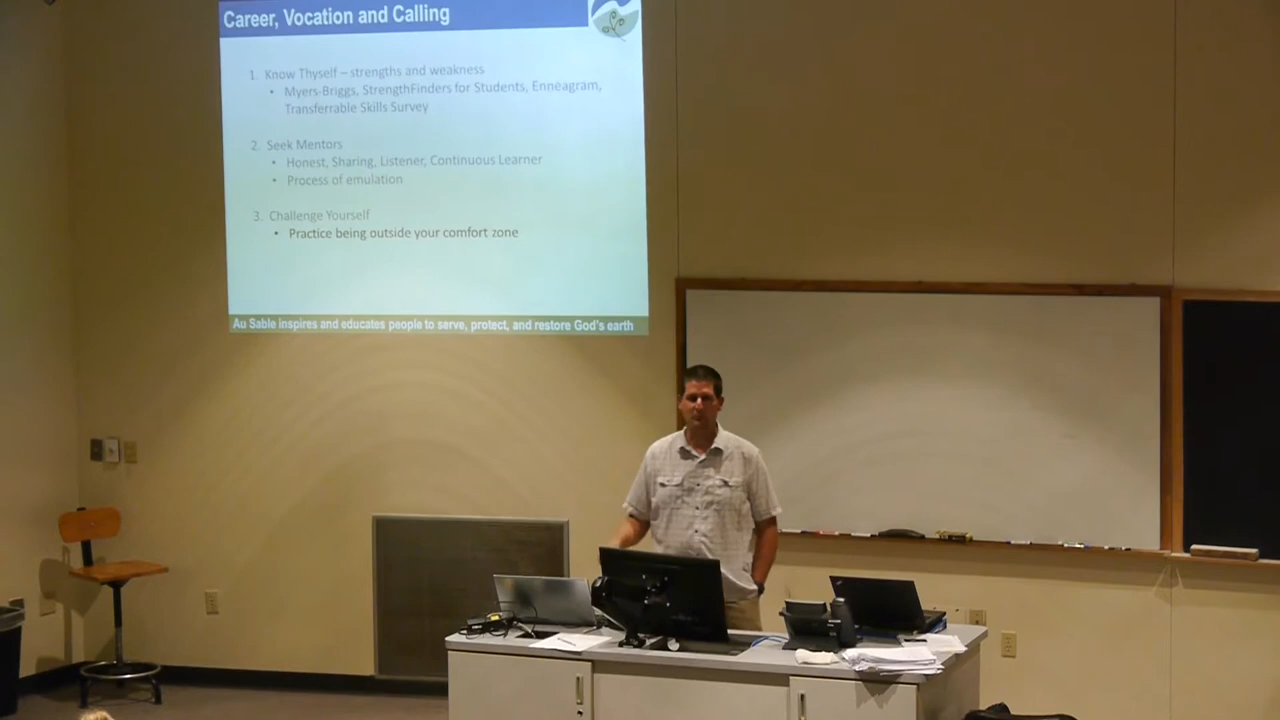 Career, Vocation and Calling
1. Know Thyself – strengths and weakness
• Myers-Briggs, StrengthFinders for Students, Enneagram,
Transferrable Skills Survey
2. Seek Mentors
• Honest, Sharing, Listener, Continuous Learner
• Process of emulation
3. Challenge Yourself
• Practice being outside your comfort zone
Au Sable inspires and educates people to serve, protect, and restore God's earth